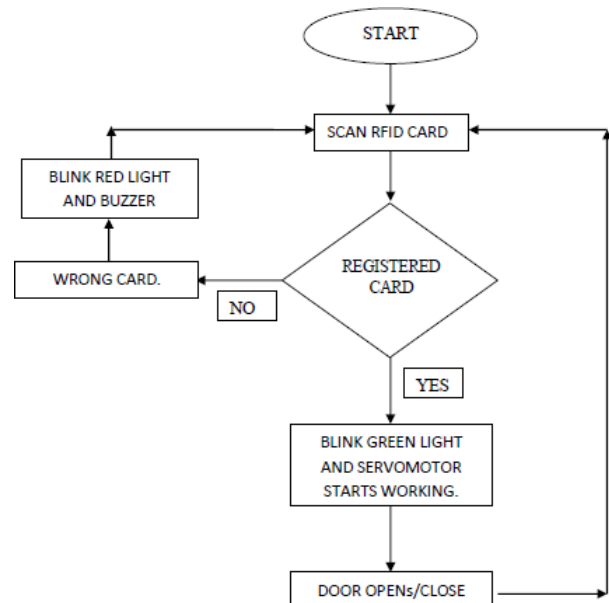 START
SCAN RFID CARD
BLINK RED LIGHT
AND BUZZER
REGISTERED
CARD
WRONG CARD.
NO
YES
BLINK GREEN LIGHT
AND SERVOMOTOR
STARTS WORKING.
DOOR OPENs/CLOSE